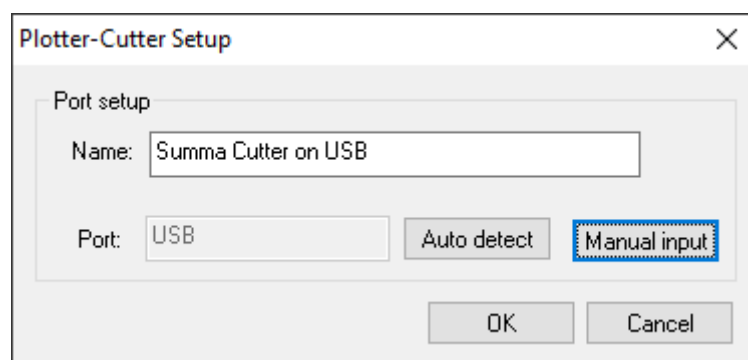 Plotter-Cutter Setup
Port setup
Name: Summa Cutter on USB
Port: USB Auto detect Manual input
OK Cancel